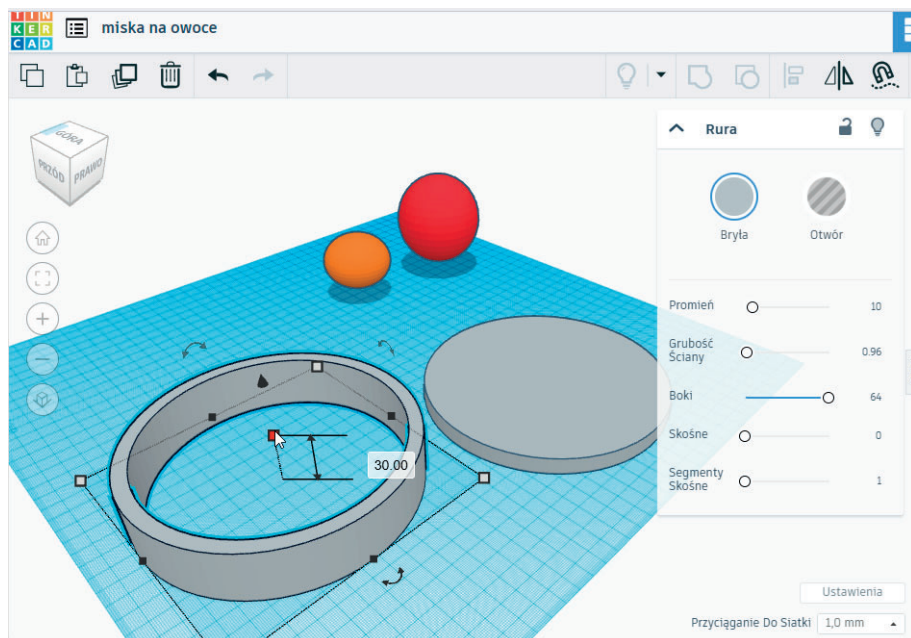 TIN
KER
CAD
miska na owoce
GÓRA
PRZÓD
PRAWO
30.00
Rura
Bryła
Otwór
Promień 10
Grubość
Ściany 0.96
Boki 64
Skośne 0
Segmenty
Skośne 1
Ustawienia
Przyciąganie Do Siatki 1,0 mm